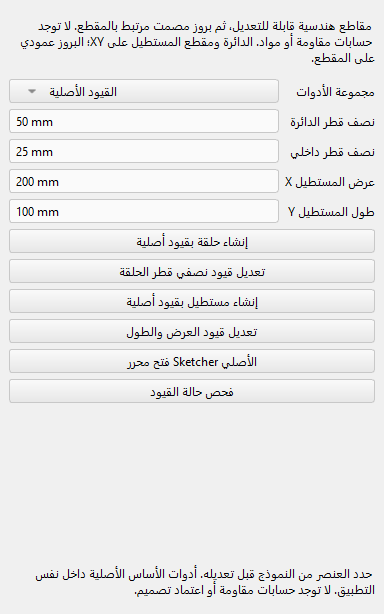 مقاطع هندسية قابلة للتعديل، ثم بروز مصمت مرتبط بالمقطع. لا توجد
حسابات مقاومة أو مواد. الدائرة ومقطع المستطيل على XY؛ البروز عمودي
على المقطع.
مجموعة الأدوات القيود الأصلية
نصف قطر الدائرة 50 mm
نصف قطر داخلي 25 mm
عرض المستطيل X 200 mm
طول المستطيل Y 100 mm
إنشاء حلقة بقيود أصلية
تعديل قيود نصفي قطر الحلقة
إنشاء مستطيل بقيود أصلية
تعديل قيود العرض والطول
فتح محرر Sketcher الأصلي
فحص حالة القيود
حدد العنصر من النموذج قبل تعديله. أدوات الأساس الأصلية داخل نفس
التطبيق. لا توجد حسابات مقاومة أو اعتماد تصميم.